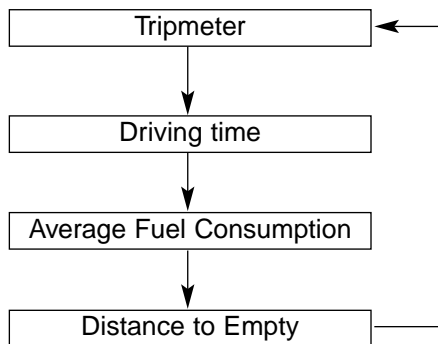 Tripmeter
Driving time
Average Fuel Consumption
Distance to Empty